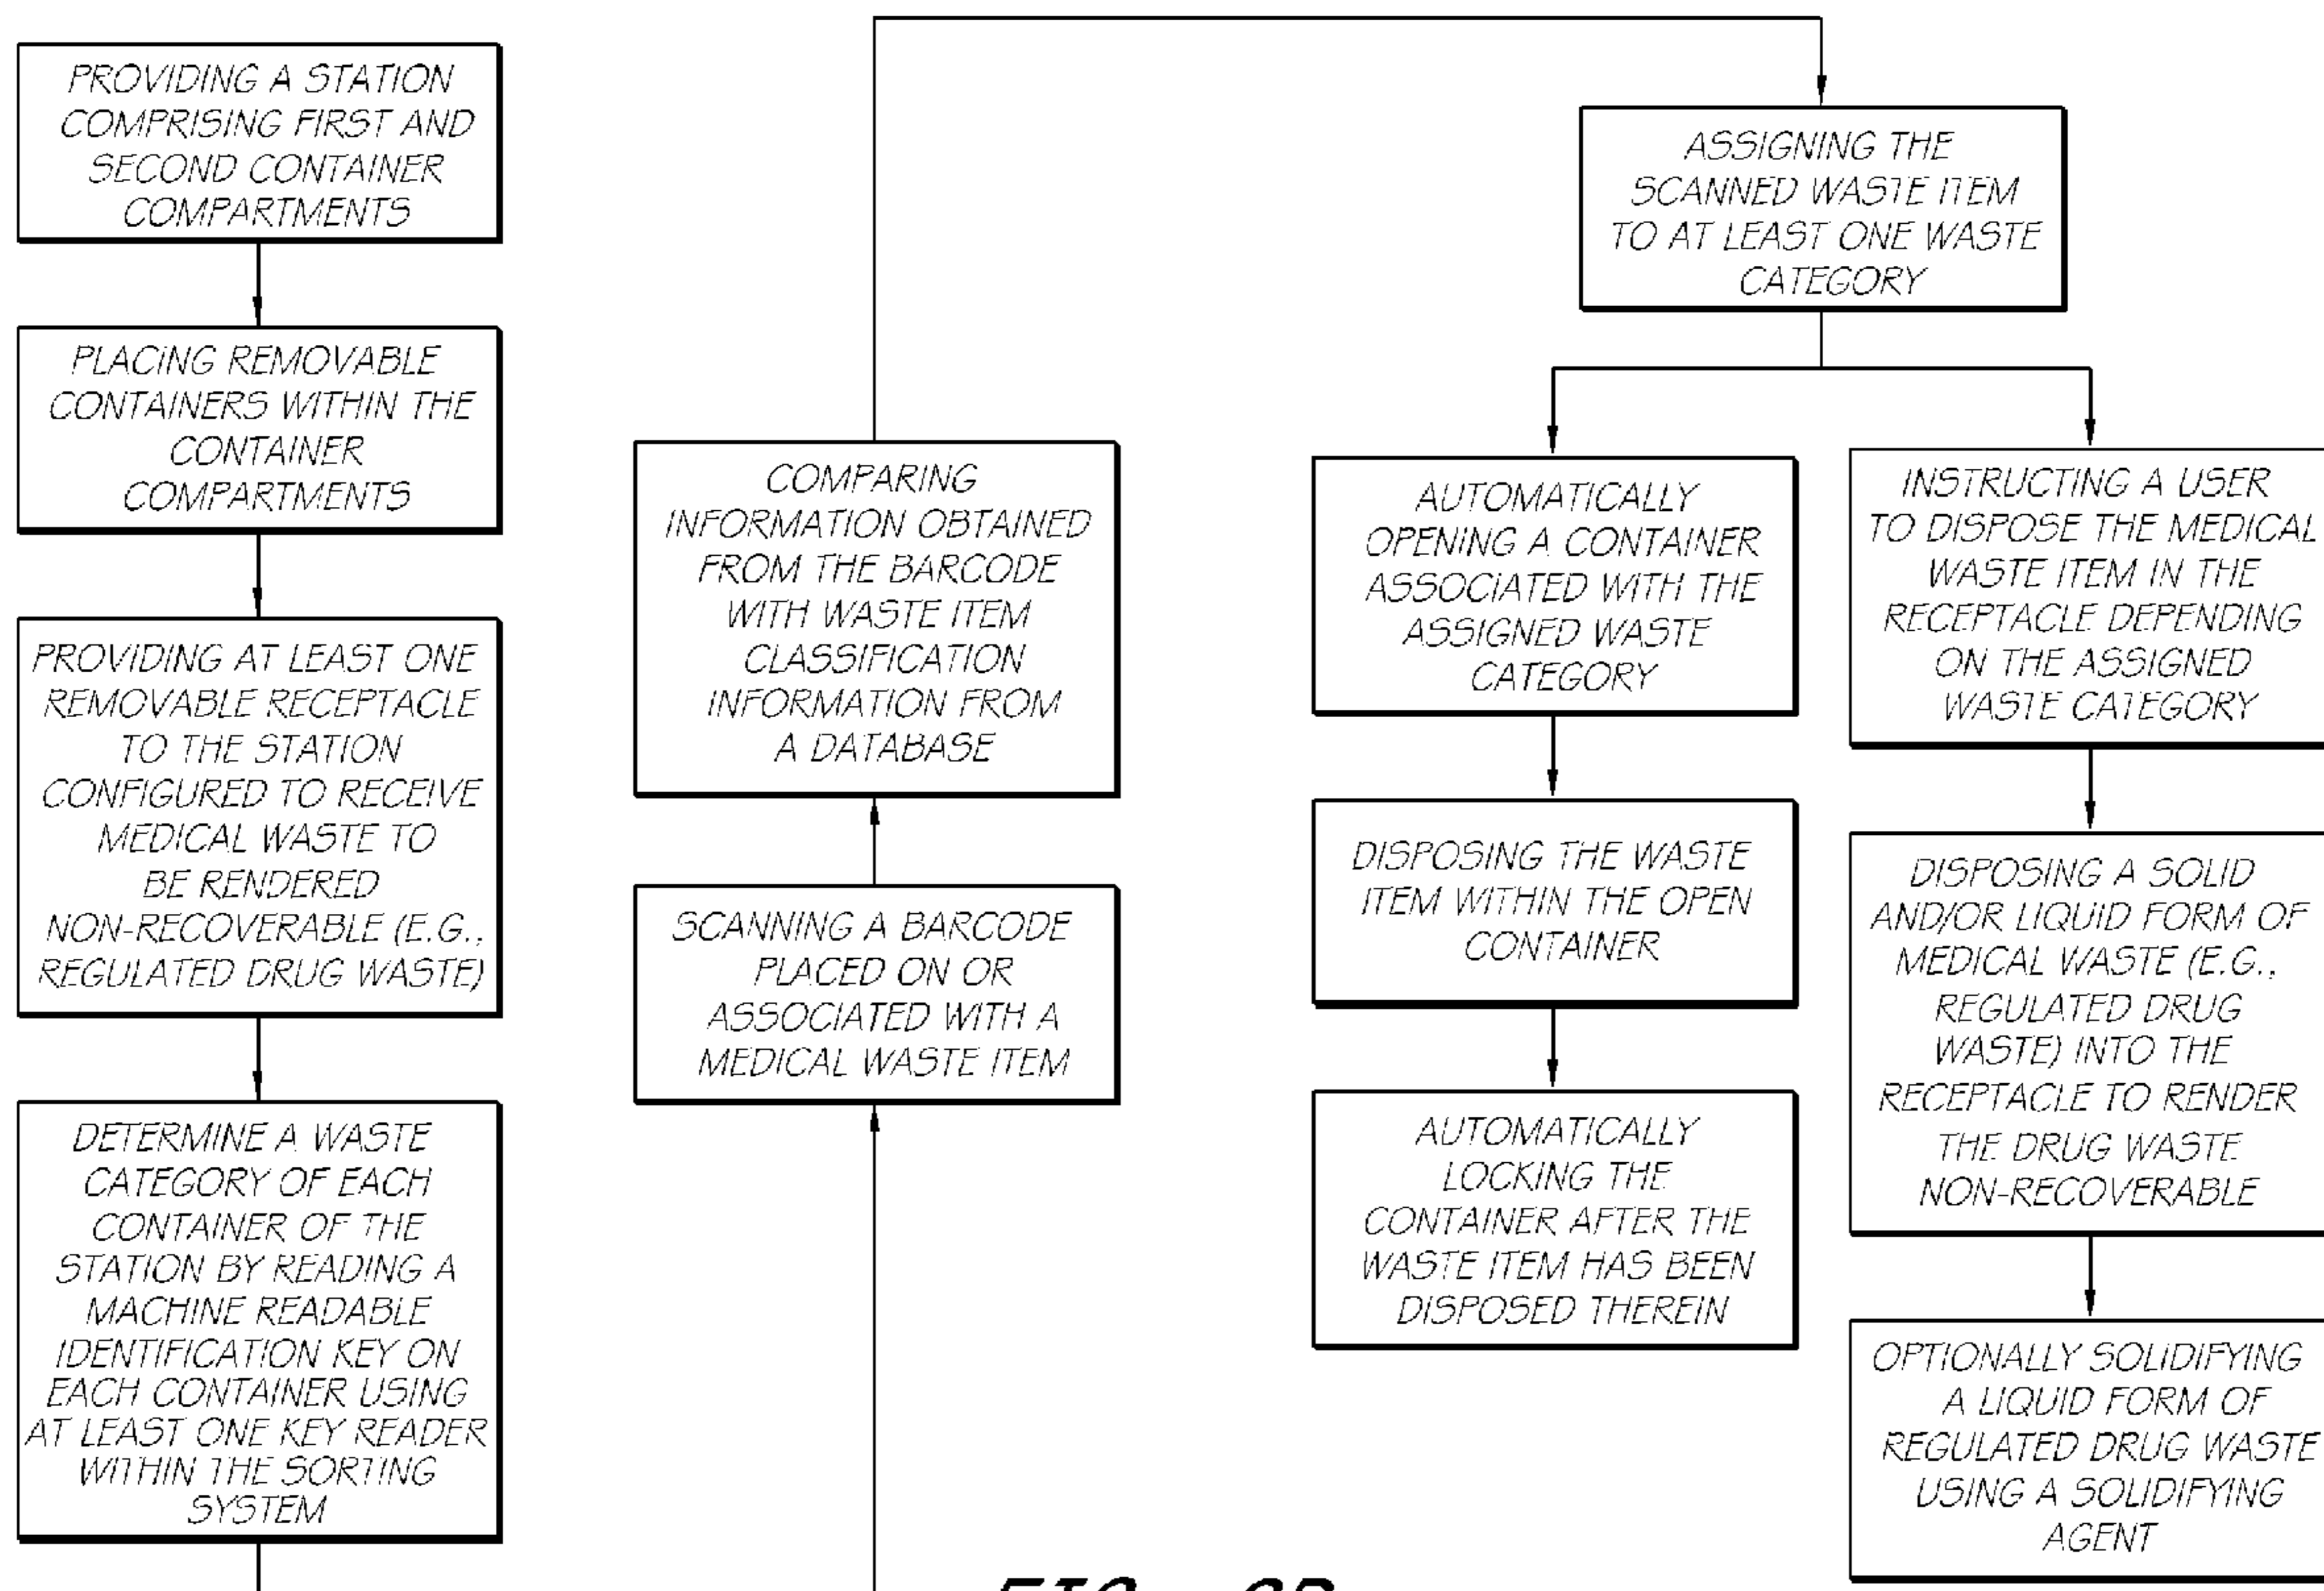 PROVIDING A STATION
COMPRISING FIRST AND
SECOND CONTAINER
COMPARTMENTS
PLACING REMOVABLE
CONTAINERS WITHIN THE
CONTAINER
COMPARTMENTS
PROVIDING AT LEAST ONE
REMOVABLE RECEPTACLE
TO THE STATION
CONFIGURED TO RECEIVE
MEDICAL WASTE TO
BE RENDERED
NON-RECOVERABLE (E.G.,
REGULATED DRUG WASTE)
DETERMINE A WASTE
CATEGORY OF EACH
CONTAINER OF THE
STATION BY READING A
MACHINE READABLE
IDENTIFICATION KEY ON
EACH CONTAINER USING
AT LEAST ONE KEY READER
WITHIN THE SORTING
SYSTEM
SCANNING A BARCODE
PLACED ON OR
ASSOCIATED WITH A
MEDICAL WASTE ITEM
COMPARING
INFORMATION OBTAINED
FROM THE BARCODE
WITH WASTE ITEM
CLASSIFICATION
INFORMATION FROM
A DATABASE
ASSIGNING THE
SCANNED WASTE ITEM
TO AT LEAST ONE WASTE
CATEGORY
AUTOMATICALLY
OPENING A CONTAINER
ASSOCIATED WITH THE
ASSIGNED WASTE
CATEGORY
DISPOSING THE WASTE
ITEM WITHIN THE OPEN
CONTAINER
AUTOMATICALLY
LOCKING THE
CONTAINER AFTER THE
WASTE ITEM HAS BEEN
DISPOSED THEREIN
INSTRUCTING A USER
TO DISPOSE THE MEDICAL
WASTE ITEM IN THE
RECEPTACLE DEPENDING
ON THE ASSIGNED
WASTE CATEGORY
DISPOSING A SOLID
AND/OR LIQUID FORM OF
MEDICAL WASTE (E.G.,
REGULATED DRUG
WASTE) INTO THE
RECEPTACLE TO RENDER
THE DRUG WASTE
NON-RECOVERABLE
OPTIONALLY SOLIDIFYING
A LIQUID FORM OF
REGULATED DRUG WASTE
USING A SOLIDIFYING
AGENT